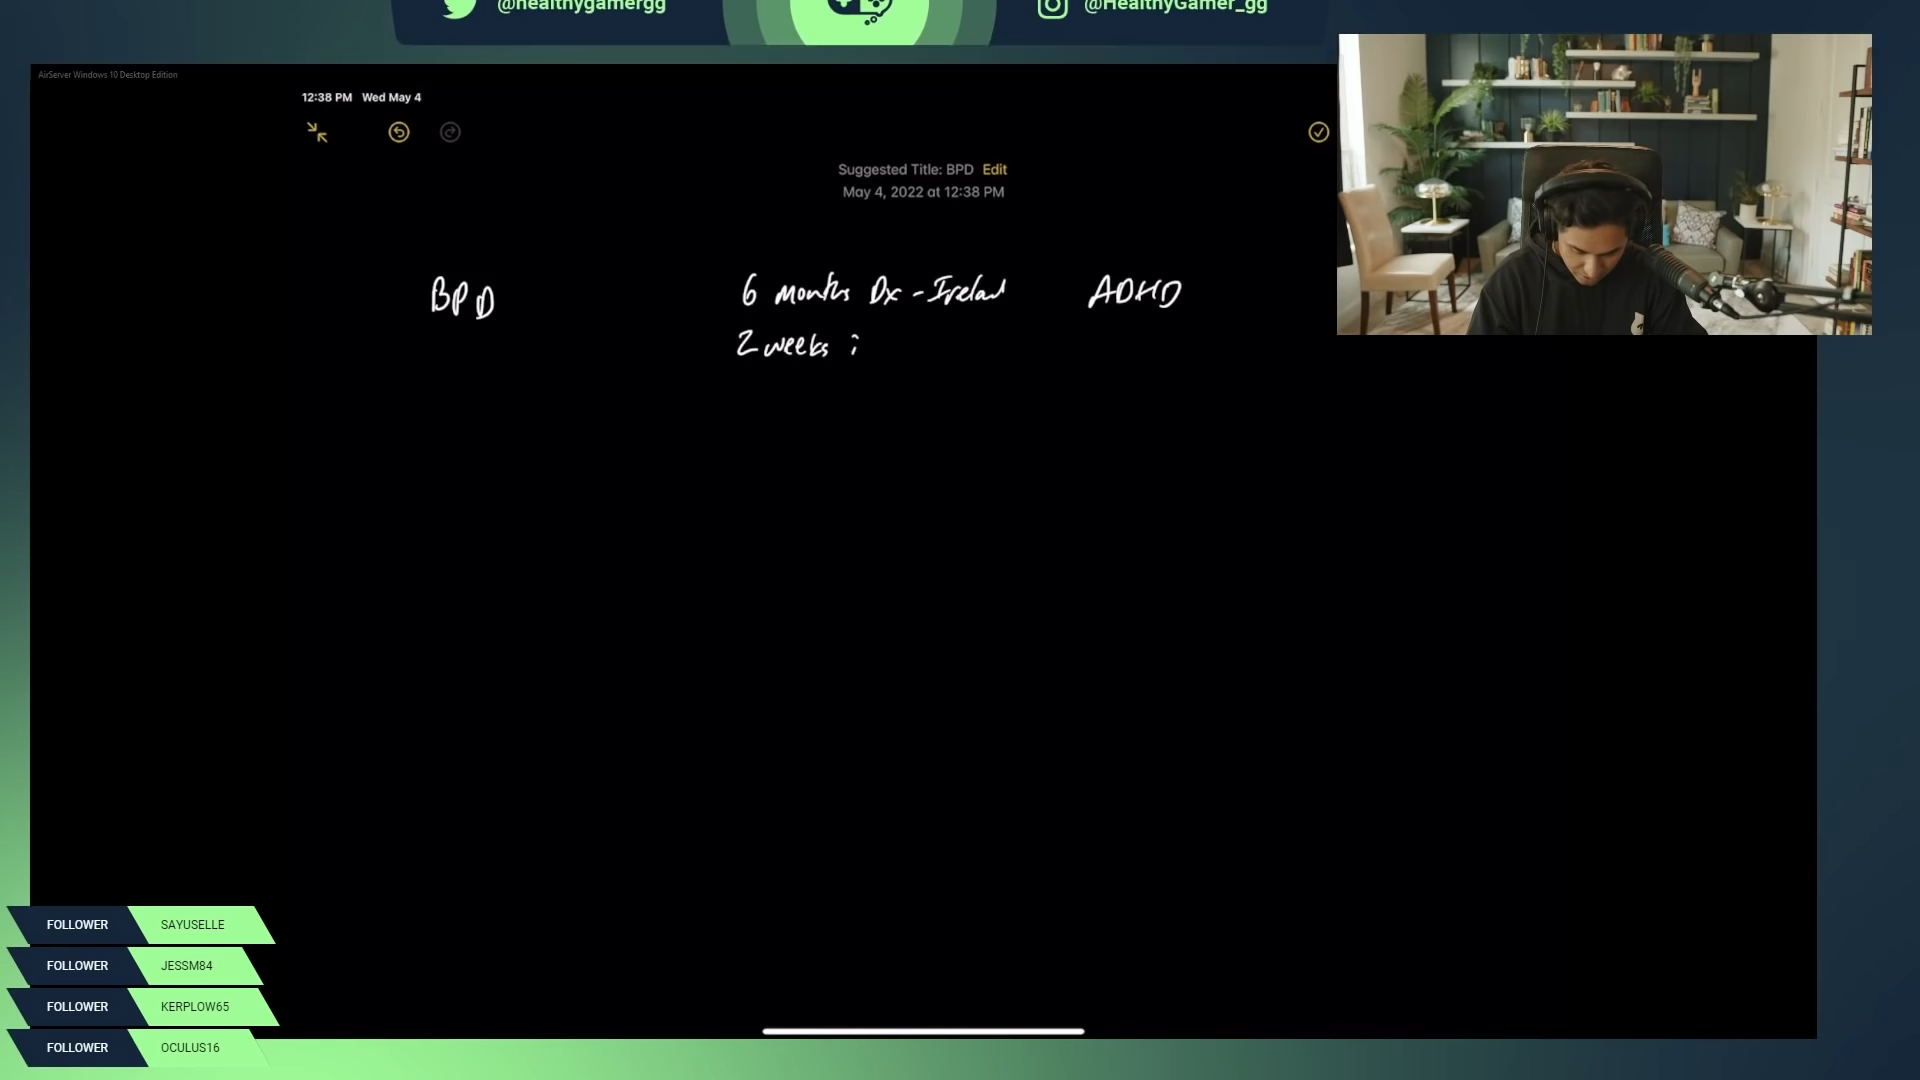 @healthygamergg @HealthyGamer_gg
AirServer Windows 10 Desktop Edition
12:38 PM Wed May 4
Suggested Title: BPD Edit
May 4, 2022 at 12:38 PM
BPD 6 months Dx - Ireland ADHD
2 weeks i
FOLLOWER SAYUSELLE
FOLLOWER JESSM84
FOLLOWER KERPLOW65
FOLLOWER OCULUS16